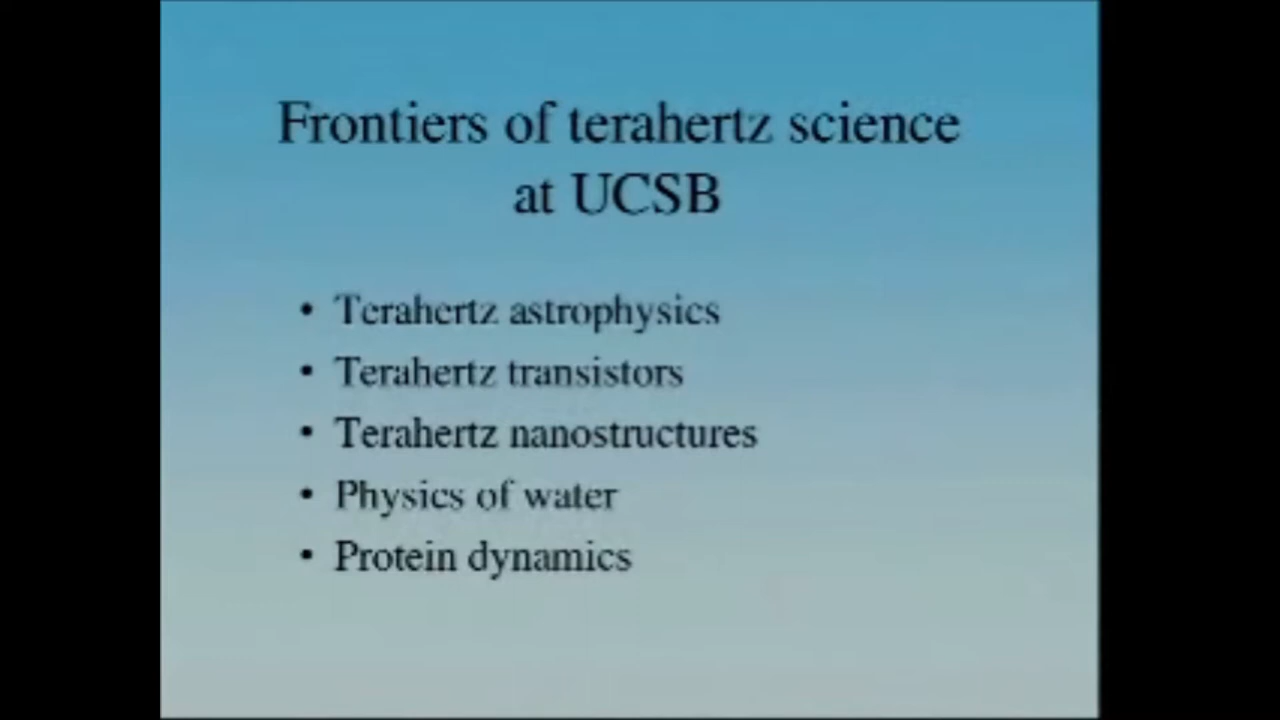 Frontiers of terahertz science
at UCSB
• Terahertz astrophysics
• Terahertz transistors
• Terahertz nanostructures
• Physics of water
• Protein dynamics